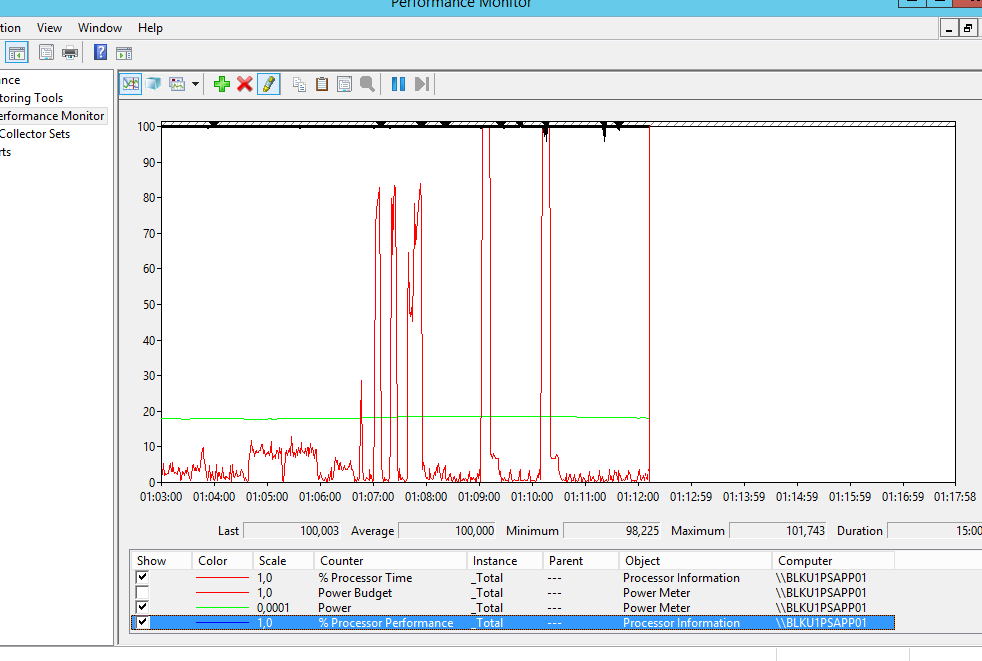 Performance Monitor
tion View Window Help
nce
toring Tools
erformance Monitor
Collector Sets
rts
100
90
80
70
60
50
40
30
20
10
0
01:03:00 01:04:00 01:05:00 01:06:00 01:07:00 01:08:00 01:09:00 01:10:00 01:11:00 01:12:00 01:12:59 01:13:59 01:14:59 01:15:59 01:16:59 01:17:58
Last 100,003 Average 100,000 Minimum 98,225 Maximum 101,743 Duration 15:00
Show Color Scale Counter Instance Parent Object Computer
1,0 % Processor Time _Total --- Processor Information \\BLKU1PSAPP01
1,0 Power Budget _Total --- Power Meter \\BLKU1PSAPP01
0,0001 Power _Total --- Power Meter \\BLKU1PSAPP01
1,0 % Processor Performance _Total --- Processor Information \\BLKU1PSAPP01